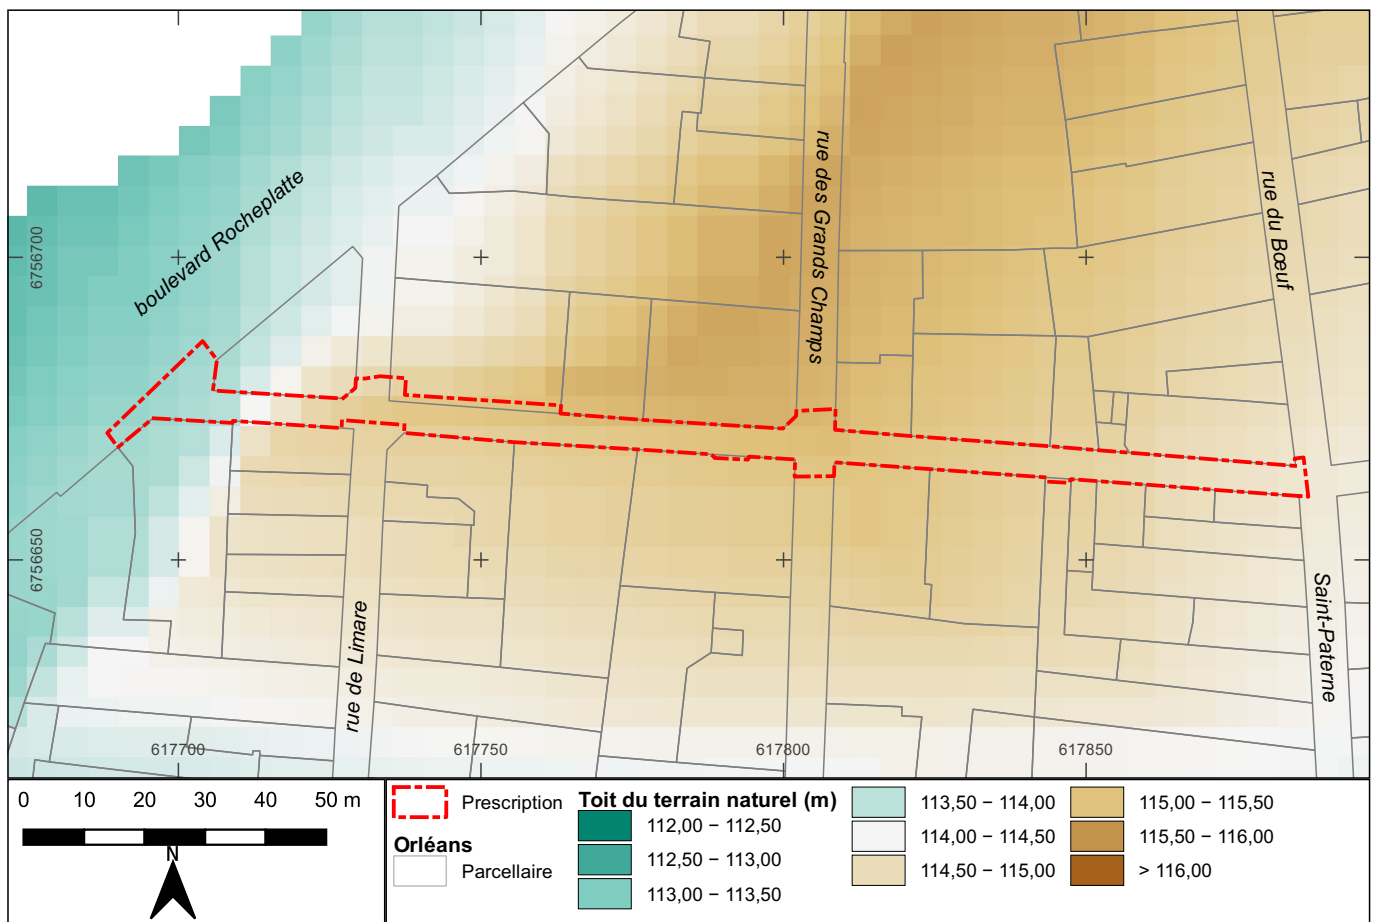 boulevard Rocheplatte
rue des Grands Champs
rue du Bœuf
6756700
6756650
rue de Limare
Saint-Paterne
617700
617750
617800
617850
0 10 20 30 40 50 m
N
Prescription
Orléans
Parcellaire
Toit du terrain naturel (m)
112,00 − 112,50
112,50 − 113,00
113,00 − 113,50
113,50 − 114,00
114,00 − 114,50
114,50 − 115,00
115,00 − 115,50
115,50 − 116,00
> 116,00